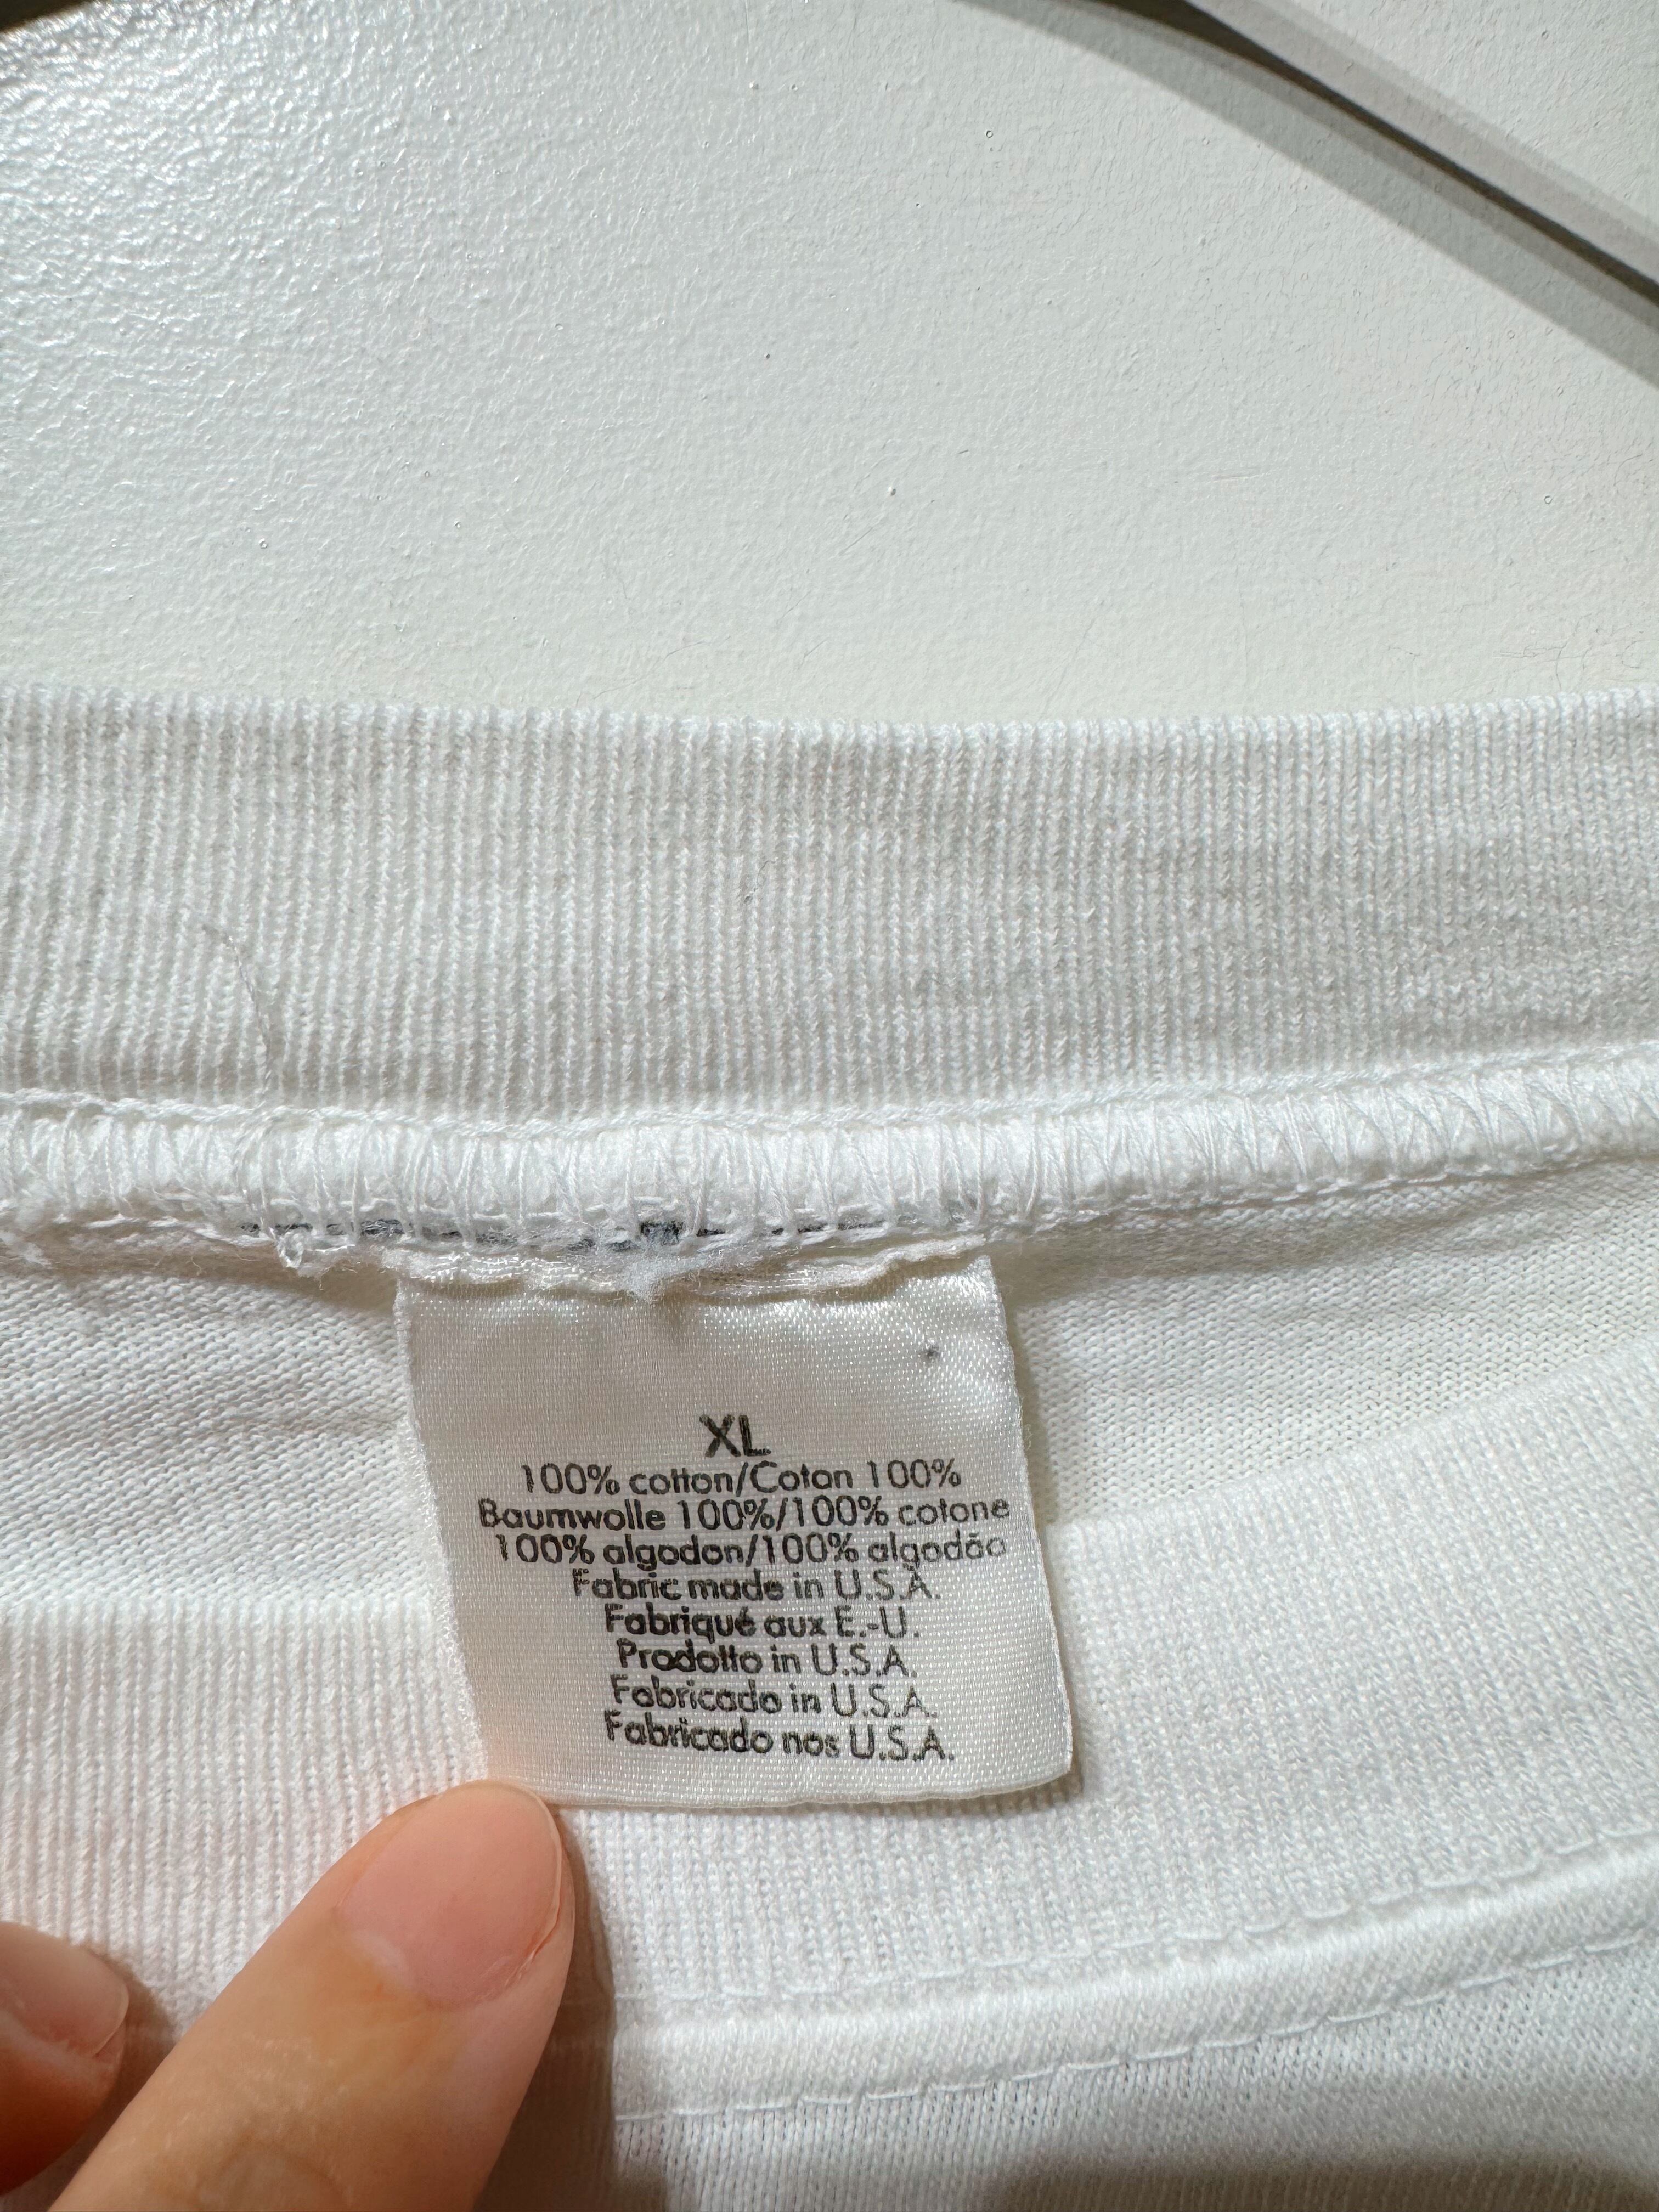 XL
100% cotton/Coton 100%
Baumwolle 100%/100% cotone
100% algodon/100% algodão
Fabric made in U.S.A.
Fabriqué aux E.-U.
Prodotto in U.S.A.
Fabricado in U.S.A.
Fabricado nos U.S.A.